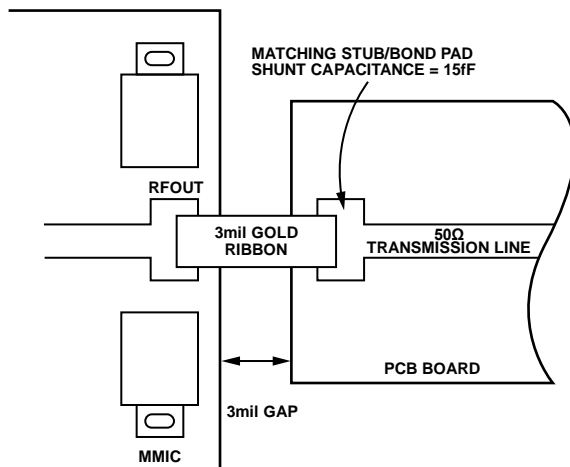 MATCHING STUB/BOND PAD
SHUNT CAPACITANCE = 15fF
RFOUT
3mil GOLD
RIBBON
50Ω
TRANSMISSION LINE
PCB BOARD
3mil GAP
MMIC